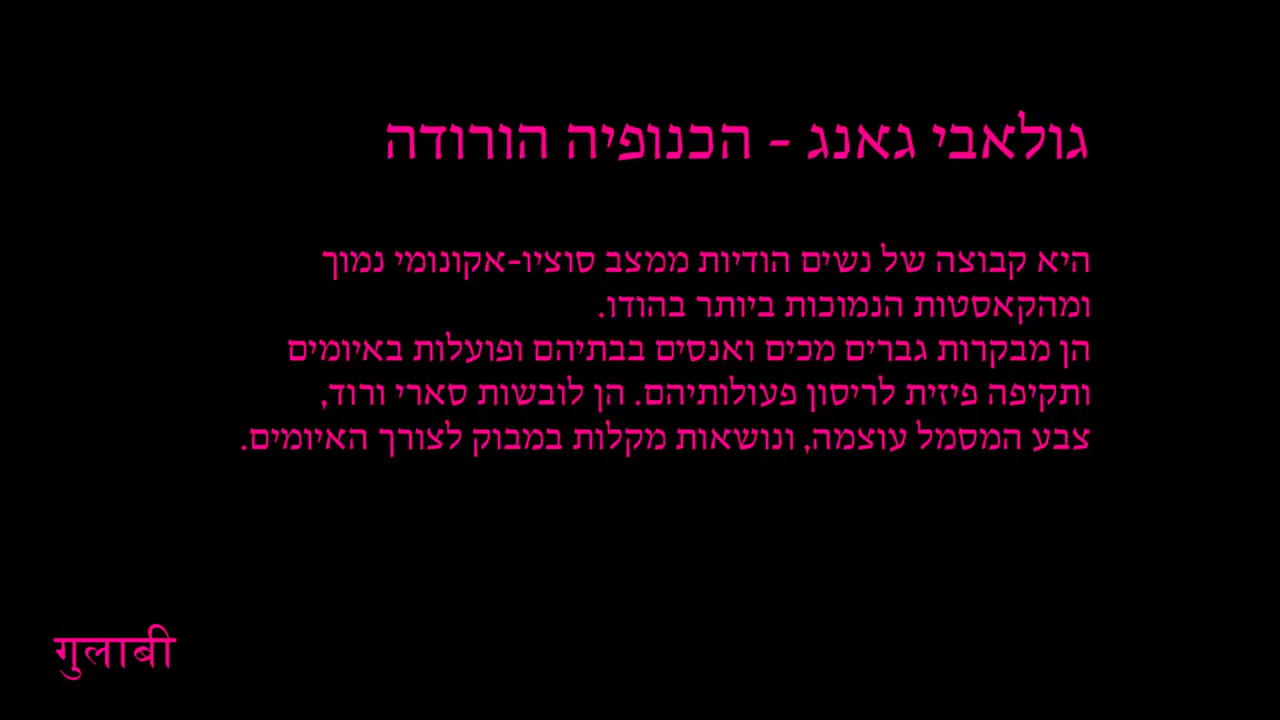 גולאבי גאנג - הכנופיה הורודה
היא קבוצה של נשים הודיות ממצב סוציו-אקונומי נמוך
ומהקאסטות הנמוכות ביותר בהודו.
הן מבקרות גברים מכים ואנסים בבתיהם ופועלות באיומים
ותקיפה פיזית לריסון פעולותיהם. הן לובשות סארי ורוד,
צבע המסמל עוצמה, ונושאות מקלות במבוק לצורך האיומים.
गुलाबी